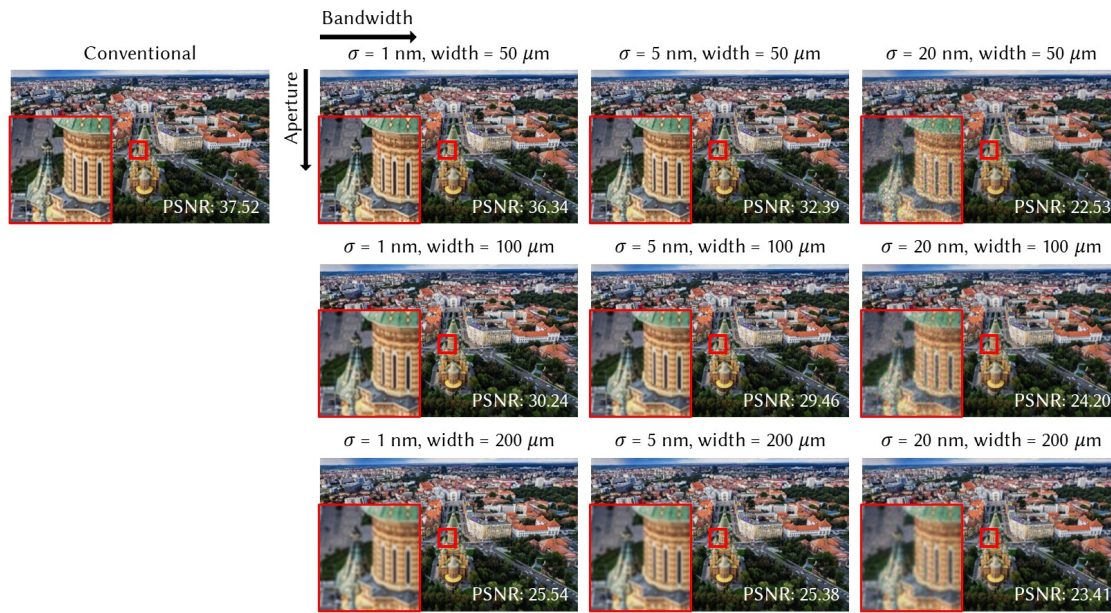 Bandwidth
Aperture
Conventional
PSNR: 37.52
σ = 1 nm, width = 50 μm
PSNR: 36.34
σ = 5 nm, width = 50 μm
PSNR: 32.39
σ = 20 nm, width = 50 μm
PSNR: 22.53
σ = 1 nm, width = 100 μm
PSNR: 30.24
σ = 5 nm, width = 100 μm
PSNR: 29.46
σ = 20 nm, width = 100 μm
PSNR: 24.20
σ = 1 nm, width = 200 μm
PSNR: 25.54
σ = 5 nm, width = 200 μm
PSNR: 25.38
σ = 20 nm, width = 200 μm
PSNR: 23.41